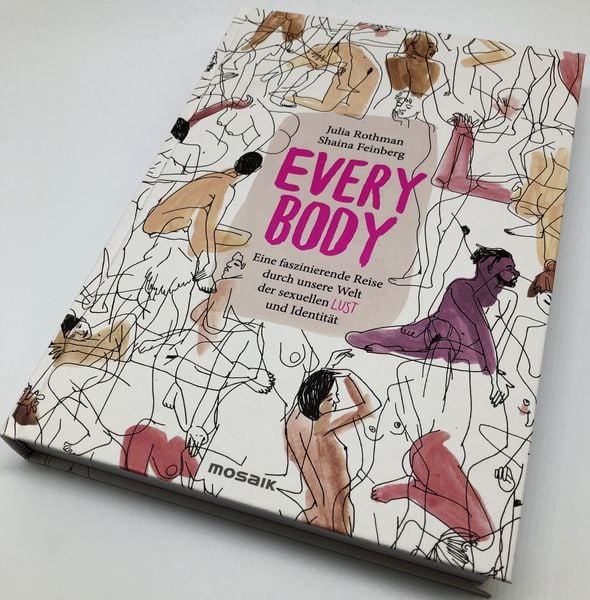 Julia Rothman
Shaina Feinberg
EVERY
BODY
Eine faszinierende Reise
durch unsere Welt
der sexuellen LUST
und Identität
mosaik